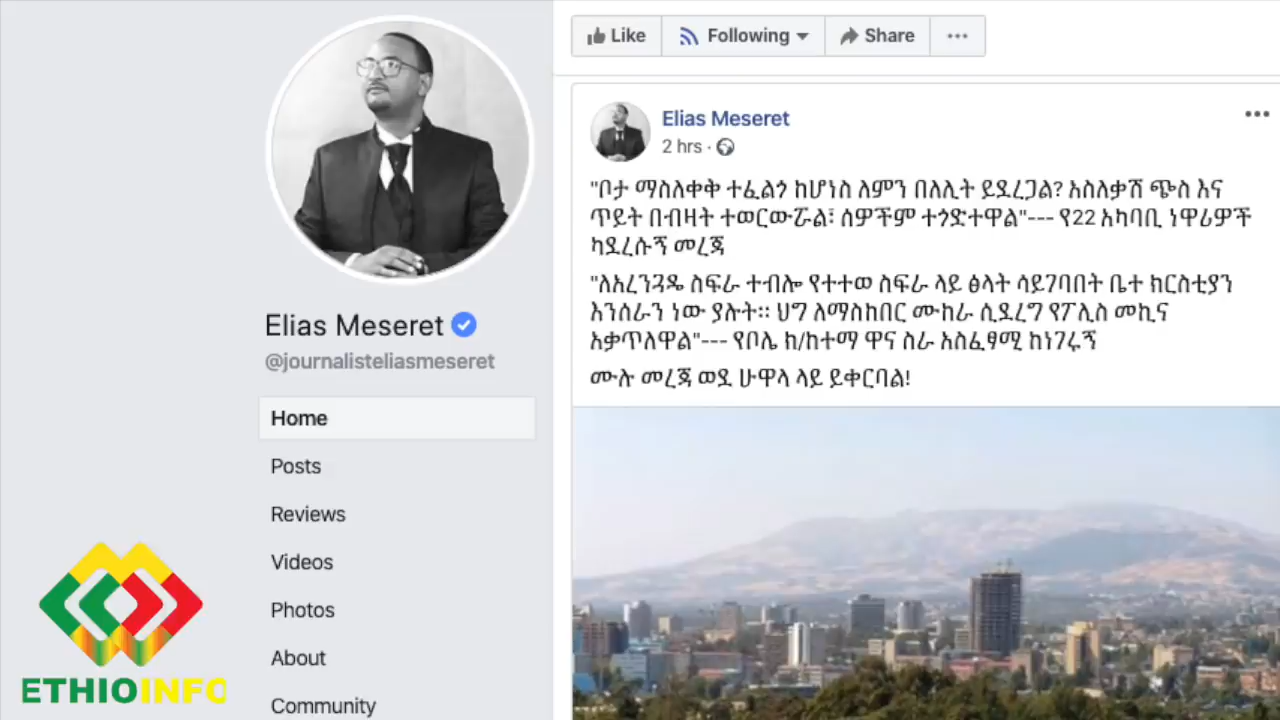 Like
Following
Share
Elias Meseret
2 hrs ·
"ቦታ ማስለቀቅ ተፈልጎ ከሆነስ ለምን በለሊት ይደረጋል? አስለቃሽ ጭስ እና
ጥይት በብዛት ተወርውሯል፣ ሰዎችም ተጎድተዋል"--- የ22 አካባቢ ነዋሪዎች
ካደረሱኝ መረጃ
"ለአረንጓዴ ስፍራ ተብሎ የተተወ ስፍራ ላይ ፅላት ሳይገባበት ቤተ ክርስቲያን
እንሰራን ነው ያሉት። ህግ ለማስከበር ሙከራ ሲደረግ የፖሊስ መኪና
አቃጥለዋል"--- የቦሌ ክ/ከተማ ዋና ስራ አስፈፃሚ ከነገሩኝ
ሙሉ መረጃ ወደ ሁዋላ ላይ ይቀርባል!
Elias Meseret
@journalisteliasmeseret
Home
Posts
Reviews
Videos
Photos
About
Community
ETHIOINFO